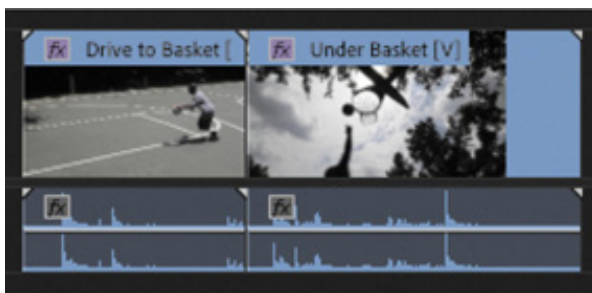 fx Drive to Basket [
fx Under Basket [V]
fx
fx